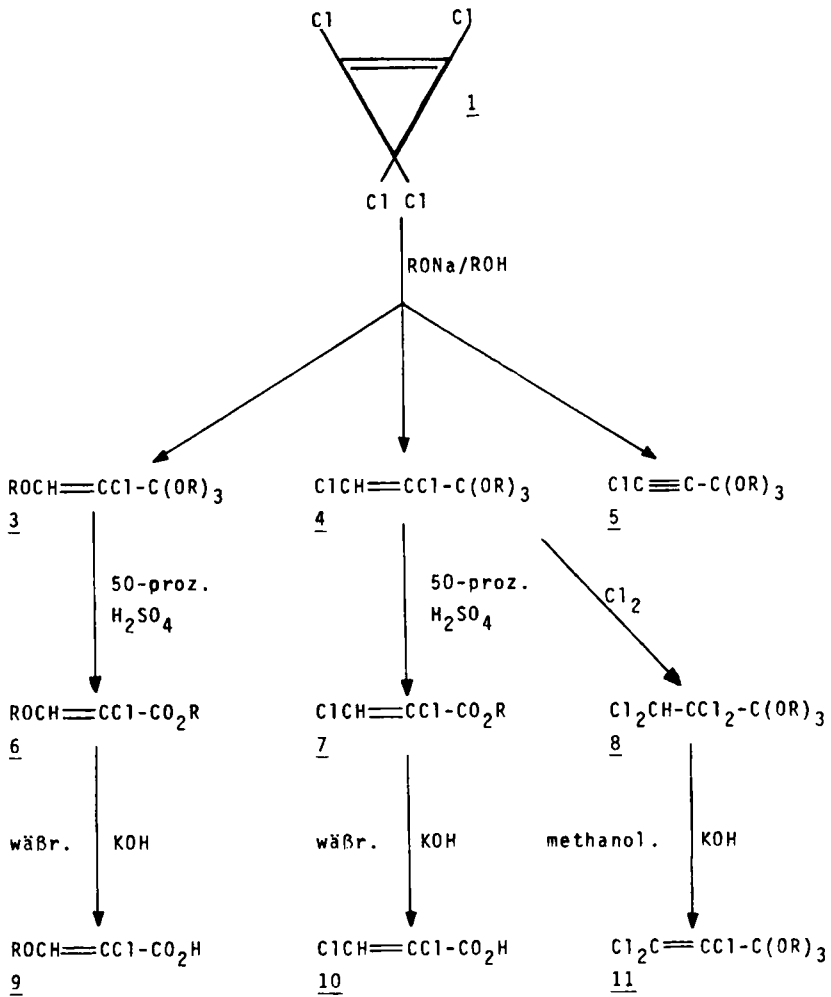 Cl Cl
1
Cl Cl
RONa/ROH
ROCH=CCl-C(OR)3 ClCH=CCl-C(OR)3 ClC≡C-C(OR)3
3 4 5
50-proz. 50-proz. Cl2
H2SO4 H2SO4
ROCH=CCl-CO2R ClCH=CCl-CO2R Cl2CH-CCl2-C(OR)3
6 7 8
wäßr. KOH wäßr. KOH methanol. KOH
ROCH=CCl-CO2H ClCH=CCl-CO2H Cl2C=CCl-C(OR)3
9 10 11